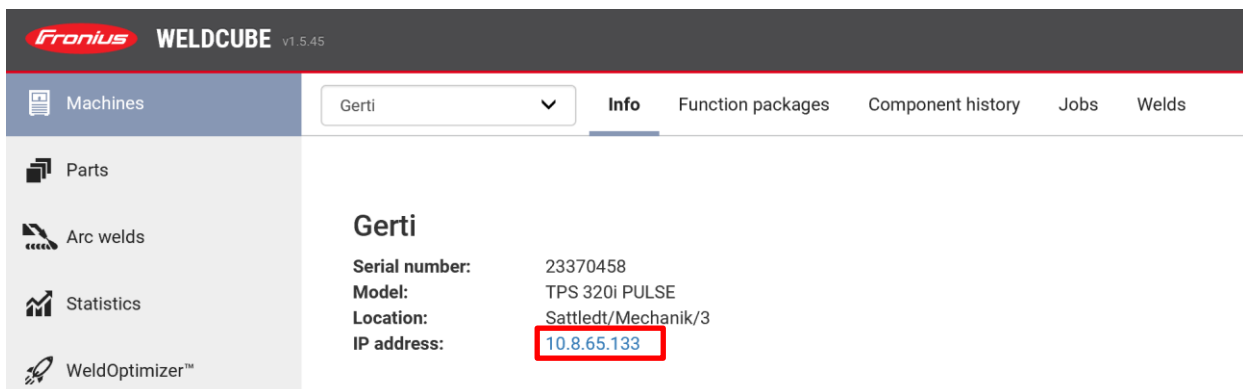 Fronius WELDCUBE v1.5.45
Machines
Gerti Info Function packages Component history Jobs Welds
Parts
Arc welds
Statistics
WeldOptimizer™
Gerti
Serial number: 23370458
Model: TPS 320i PULSE
Location: Sattledt/Mechanik/3
IP address: 10.8.65.133